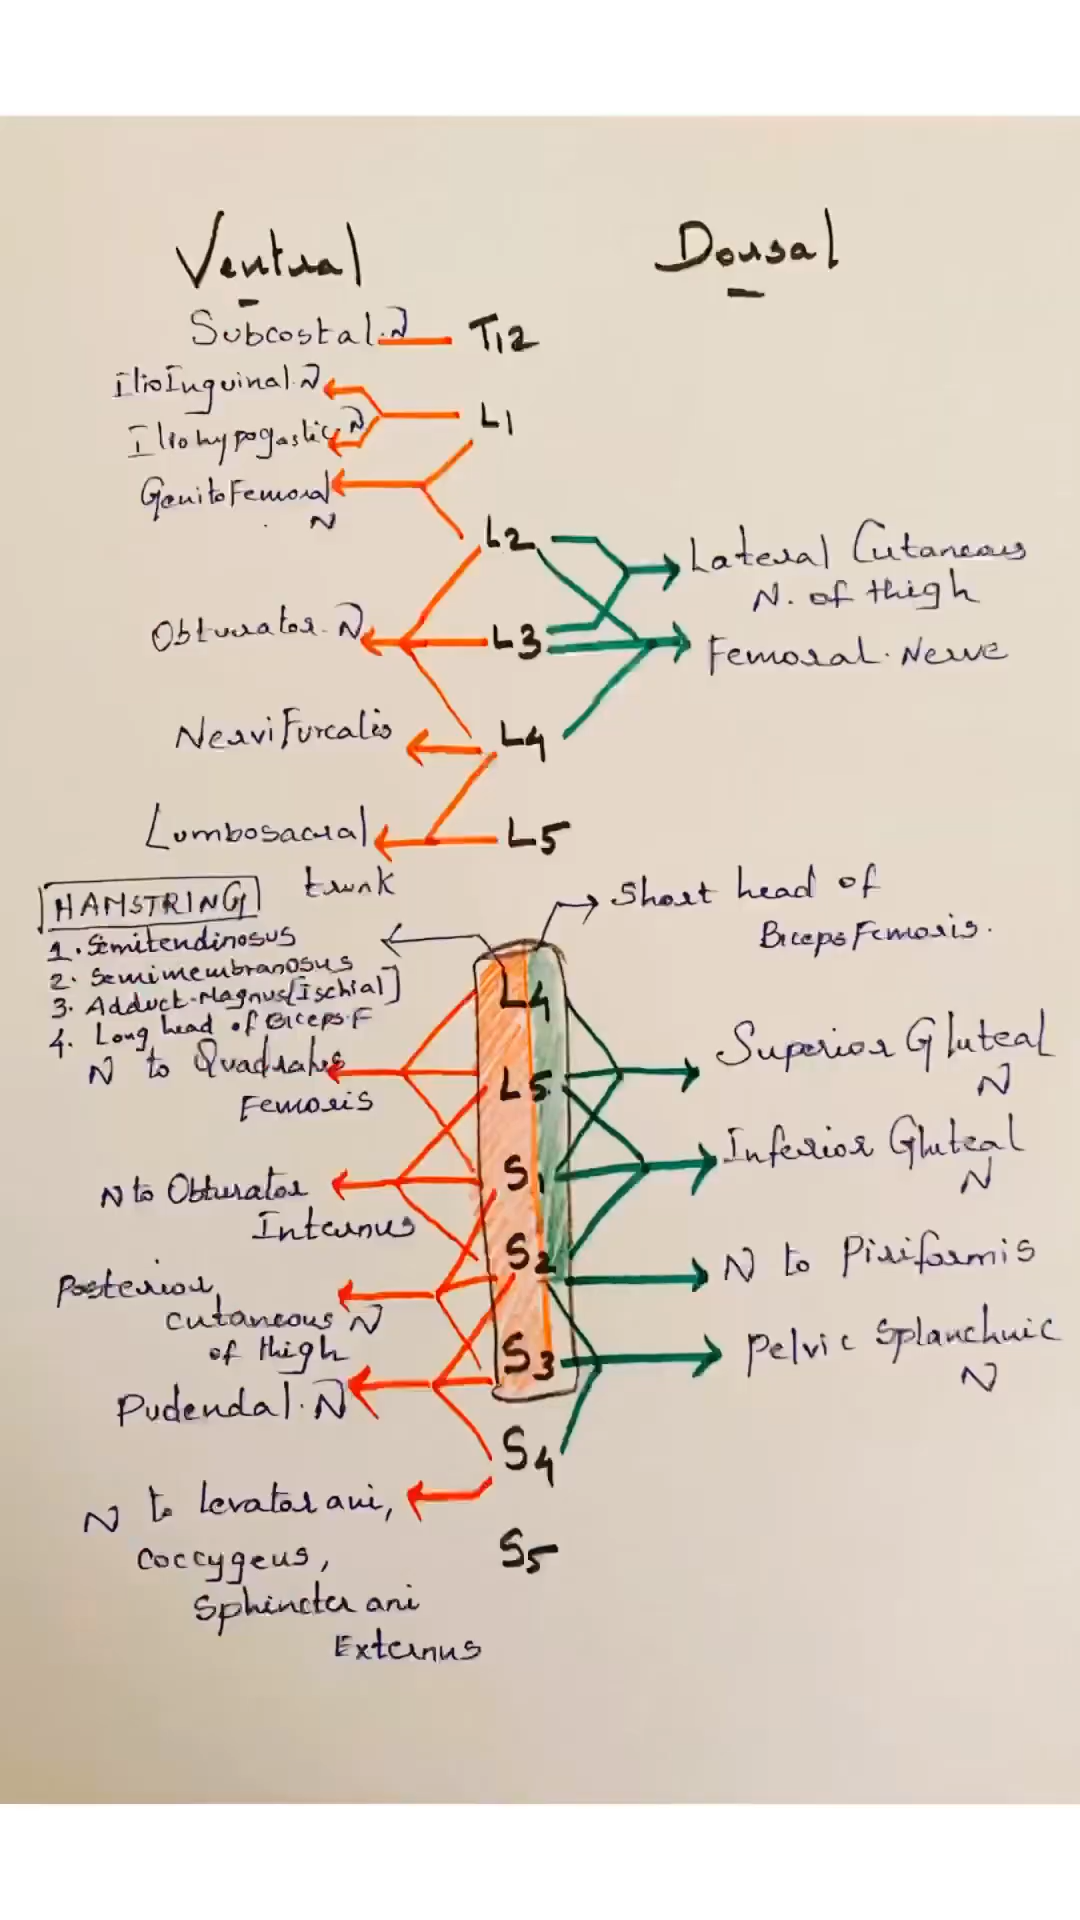 Ventral
Dorsal
Subcostal.N
T12
IlioInguinal.N
L1
Iliohypogastic N
GenitoFemoral
N
L2
Lateral Cutaneous
N. of thigh
Obturator.N
L3
Femoral.Nerve
Nervi Furcalis
L4
Lumbosacral
trunk
L5
HAMSTRING
1. Semitendinosus
2. Semimembranosus
3. Adduct.Magnus[Ischial]
4. Long head of Biceps.F
Short head of
Biceps Femoris.
L4
N to Quadratus
Femoris
L5
Superior Gluteal
N
N to Obturator
Internus
S1
Inferior Gluteal
N
Posterior
cutaneous N
of thigh
S2
N to Piriformis
Pudendal.N
S3
Pelvic Splanchnic
N
S4
N to levator ani,
Coccygeus,
Sphincter ani
Externus
S5